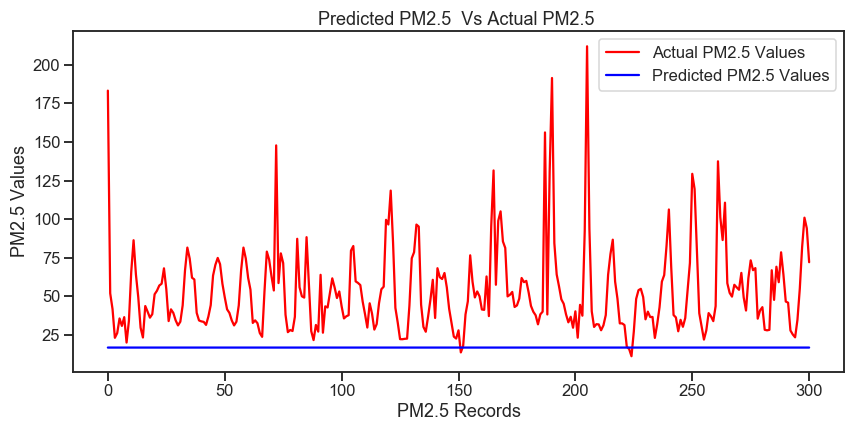 Predicted PM2.5  Vs Actual PM2.5
Actual PM2.5 Values
Predicted PM2.5 Values
PM2.5 Values
200
175
150
125
100
75
50
25
0 50 100 150 200 250 300
PM2.5 Records